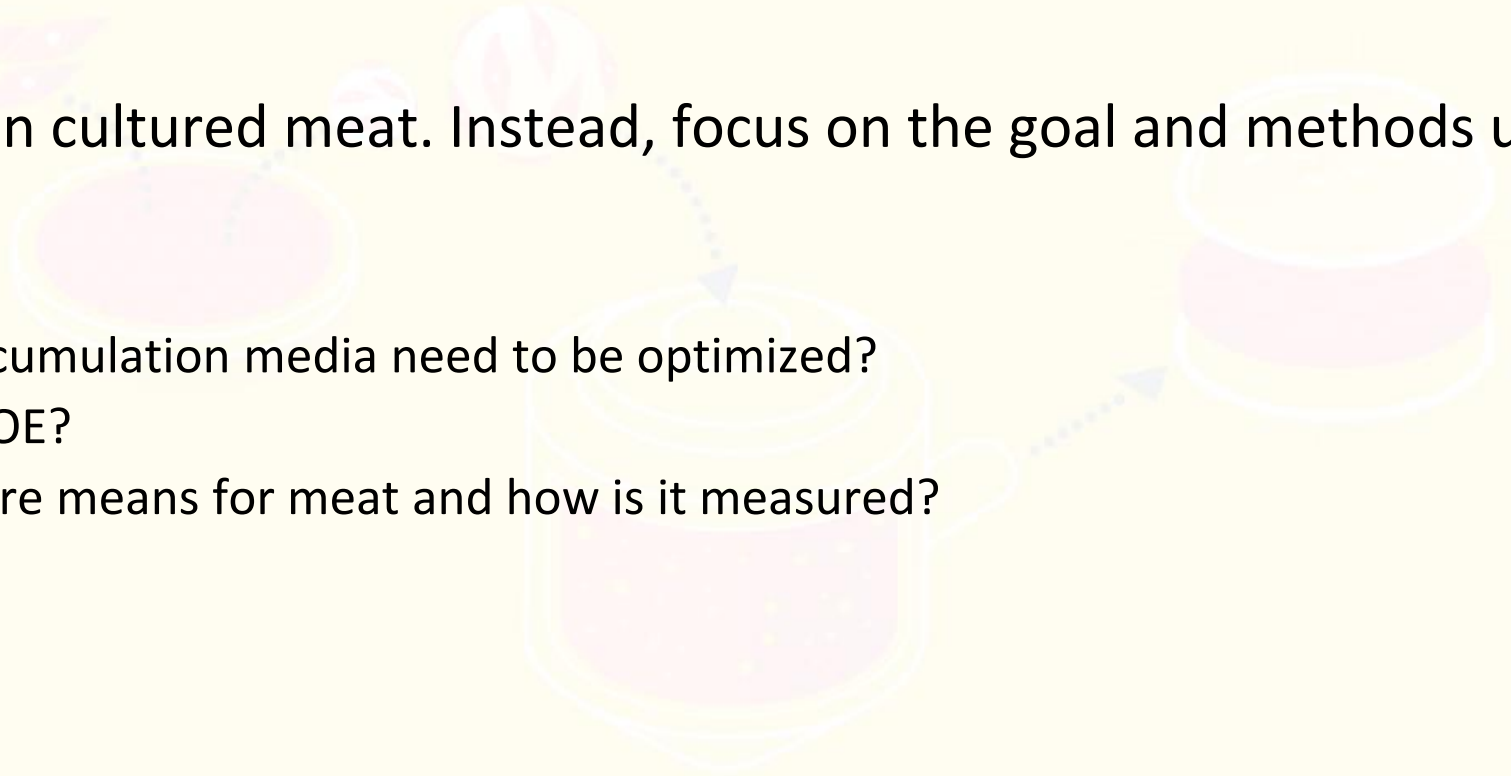 n cultured meat. Instead, focus on the goal and methods u
cumulation media need to be optimized?
OE?
re means for meat and how is it measured?